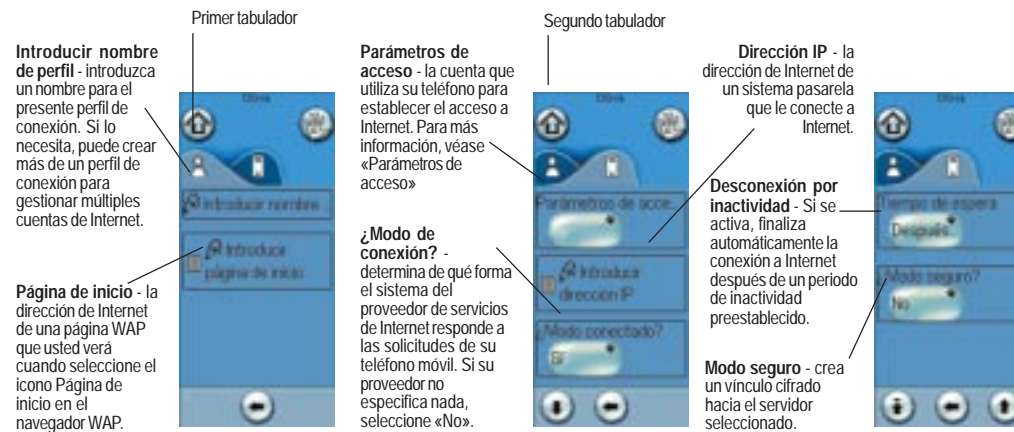 Primer tabulador
Introducir nombre
de perfil - introduzca
un nombre para el
presente perfil de
conexión. Si lo
necesita, puede crear
más de un perfil de
conexión para
gestionar múltiples
cuentas de Internet.
Página de inicio - la
dirección de Internet
de una página WAP
que usted verá
cuando seleccione el
icono Página de
inicio en el
navegador WAP.
Introducir nombre ...
Introducir
página de inicio
Segundo tabulador
Parámetros de
acceso - la cuenta que
utiliza su teléfono para
establecer el acceso a
Internet. Para más
información, véase
«Parámetros de
acceso»
¿Modo de
conexión? -
determina de qué forma
el sistema del
proveedor de servicios
de Internet responde a
las solicitudes de su
teléfono móvil. Si su
proveedor no
especifica nada,
seleccione «No».
Parámetros de acce...
Introducir
dirección IP
¿Modo conectado?
Sí
Dirección IP - la
dirección de Internet de
un sistema pasarela
que le conecte a
Internet.
Desconexión por
inactividad - Si se
activa, finaliza
automáticamente la
conexión a Internet
después de un periodo
de inactividad
preestablecido.
Modo seguro - crea
un vínculo cifrado
hacia el servidor
seleccionado.
Tiempo de espera
Después
¿Modo seguro?
No